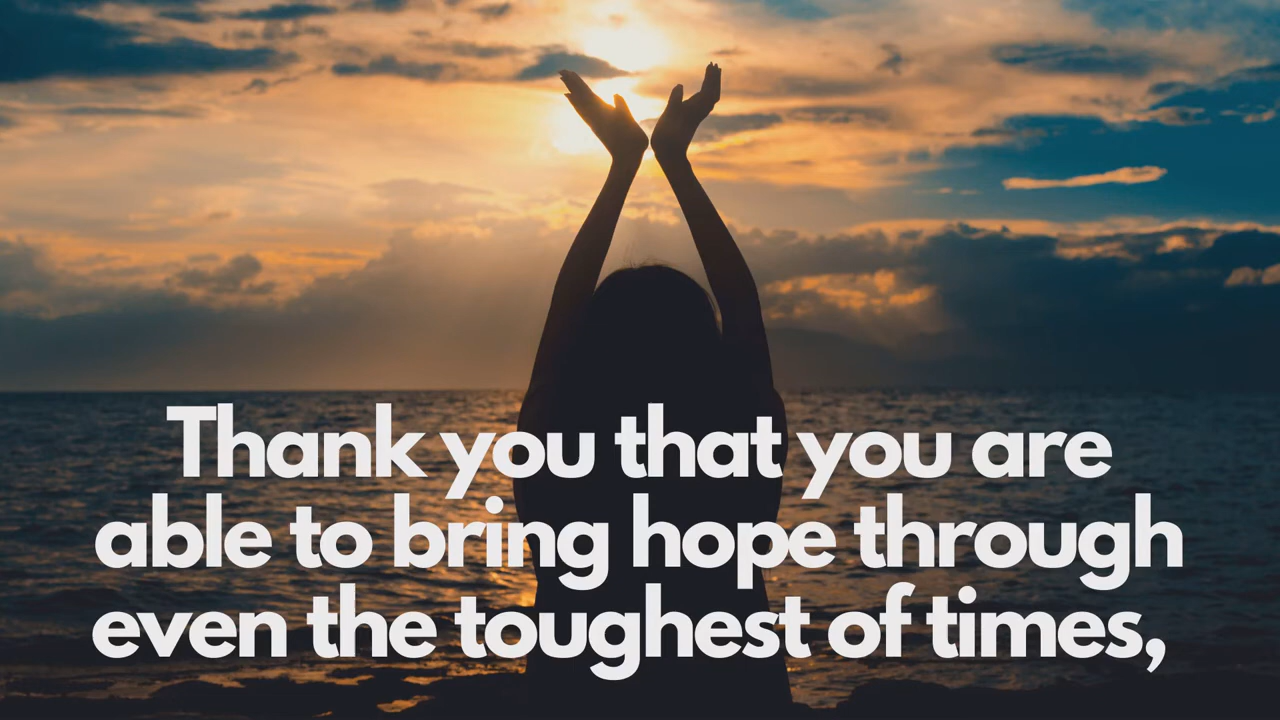 Thank you that you are
able to bring hope through
even the toughest of times,